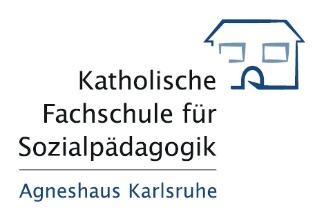 Katholische
Fachschule für
Sozialpädagogik
Agneshaus Karlsruhe